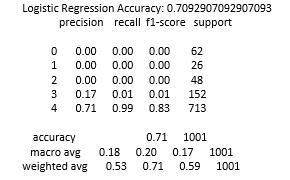 Logistic Regression Accuracy: 0.7092907092907093
precision recall f1-score support
0 0.00 0.00 0.00 62
1 0.00 0.00 0.00 26
2 0.00 0.00 0.00 48
3 0.17 0.01 0.01 152
4 0.71 0.99 0.83 713
accuracy 0.71 1001
macro avg 0.18 0.20 0.17 1001
weighted avg 0.53 0.71 0.59 1001